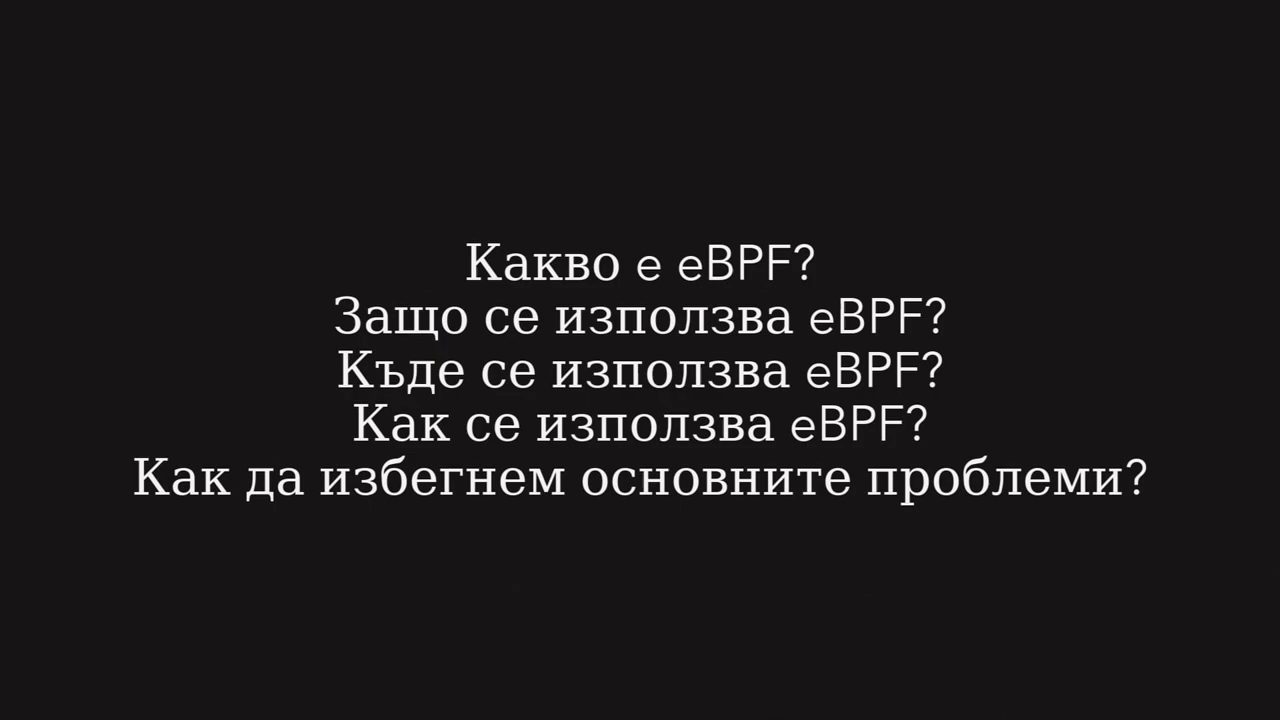 Какво е eBPF?
Защо се използва eBPF?
Къде се използва eBPF?
Как се използва eBPF?
Как да избегнем основните проблеми?